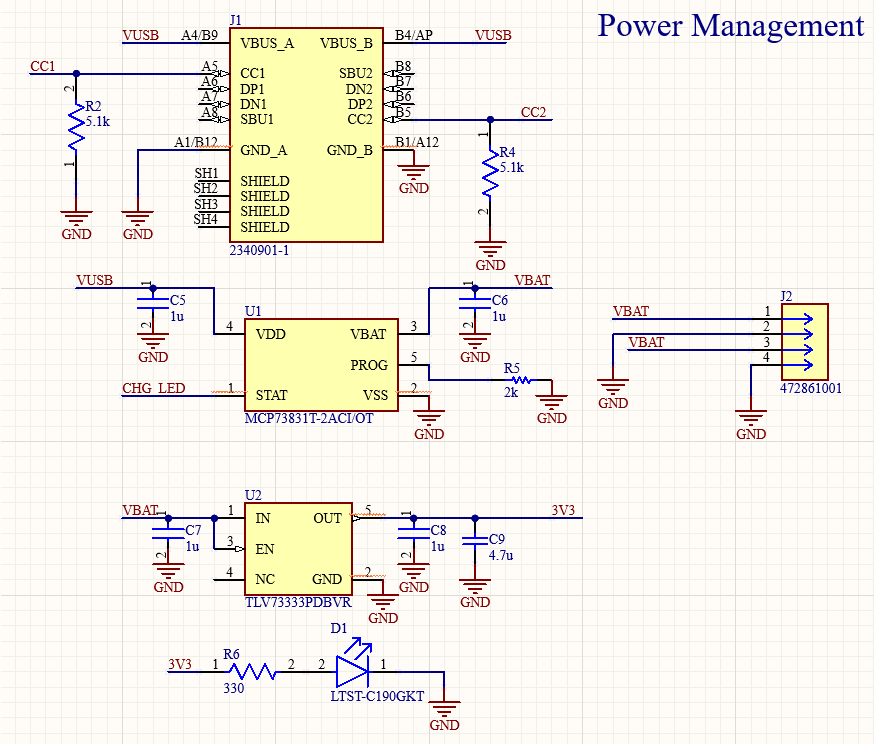 Power Management
J1
VUSB A4/B9 VBUS_A VBUS_B B4/AP VUSB
CC1 A5 CC1 SBU2 B8
A6 DP1 DN2 B7
A7 DN1 DP2 B6
A8 SBU1 CC2 B5 CC2
2 R2
5.1k
1
A1/B12 GND_A GND_B B1/A12
1 R4
5.1k
2
SH1 SHIELD
SH2 SHIELD
SH3 SHIELD
SH4 SHIELD
GND
GND GND
2340901-1
GND
VUSB 1 C5
1u
2
GND
U1
4 VDD VBAT 3
PROG 5
CHG_LED 1 STAT VSS 2
MCP73831T-2ACI/OT
GND
1 VBAT
C6
1u
2
GND
R5
2k
GND
J2
VBAT 1
2
VBAT 3
4
472861001
GND
GND
U2
VBAT 1 IN OUT 5 3V3
3 EN
4 NC GND 2
TLV73333PDBVR
1 C7
1u
2
GND
GND
1 C8
1u
2
GND
C9
4.7u
GND
D1
3V3 1 R6 2 2 1
330 LTST-C190GKT
GND